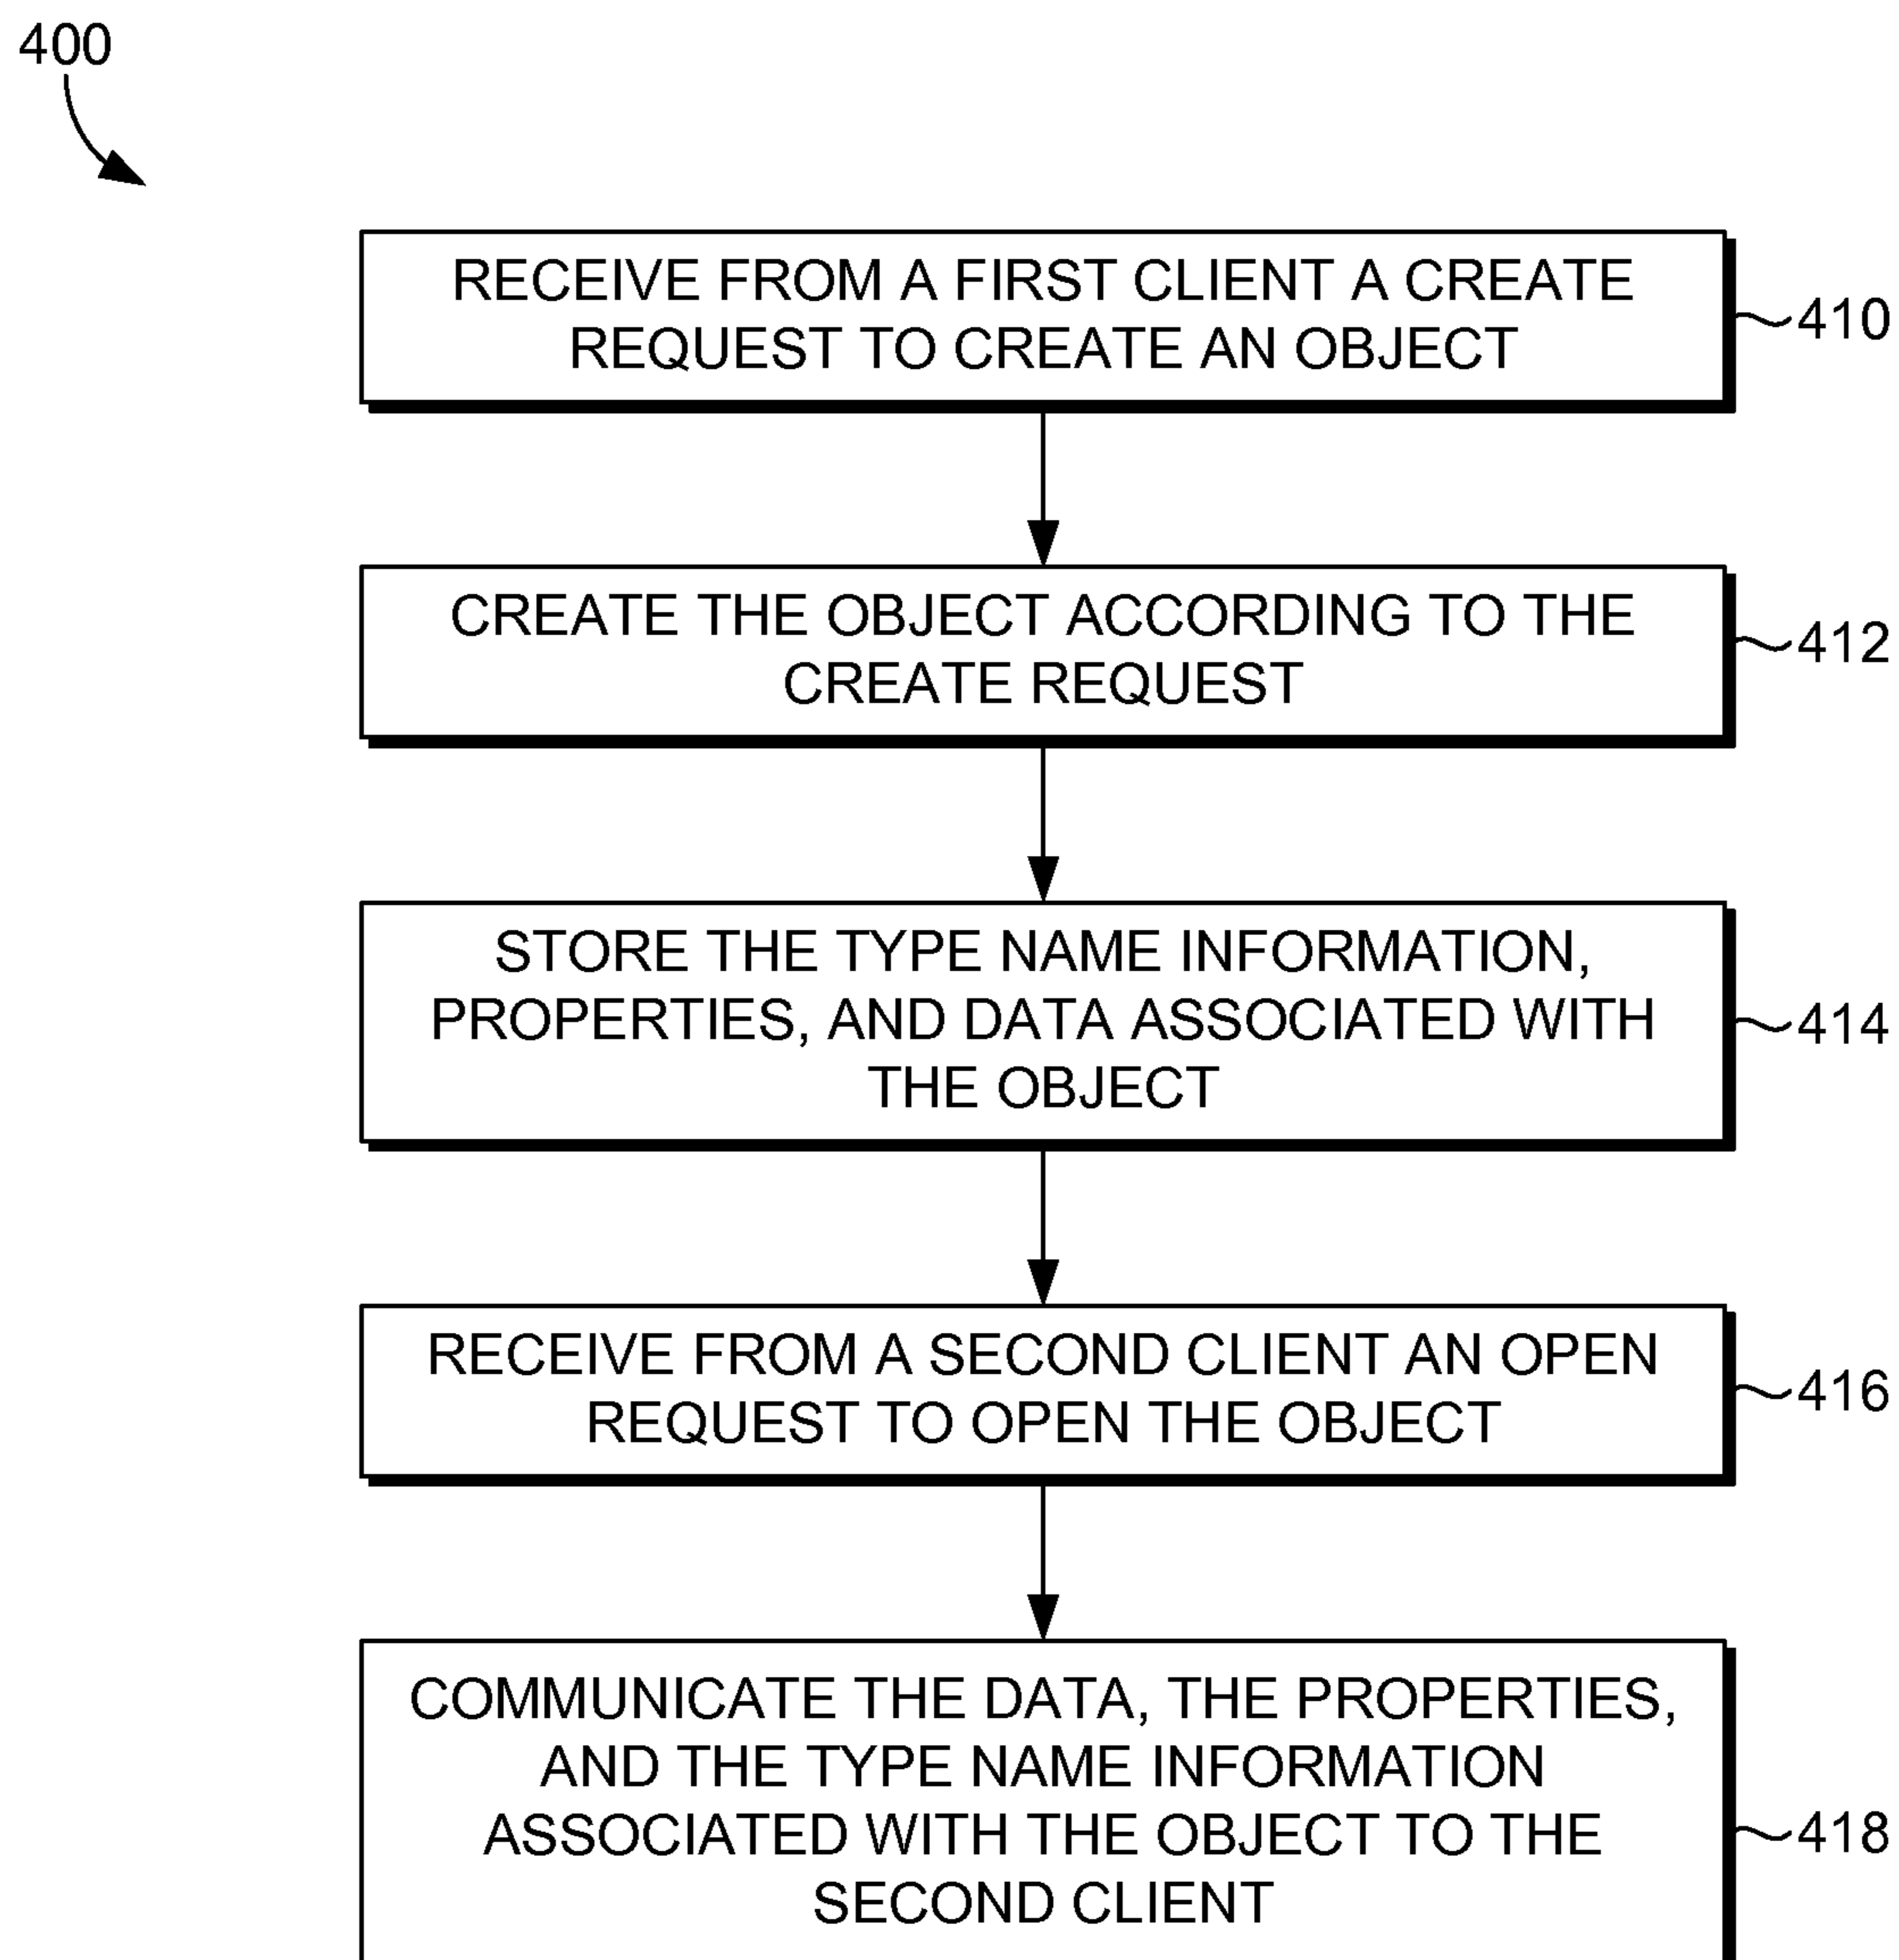 400
RECEIVE FROM A FIRST CLIENT A CREATE
REQUEST TO CREATE AN OBJECT
410
CREATE THE OBJECT ACCORDING TO THE
CREATE REQUEST
412
STORE THE TYPE NAME INFORMATION,
PROPERTIES, AND DATA ASSOCIATED WITH
THE OBJECT
414
RECEIVE FROM A SECOND CLIENT AN OPEN
REQUEST TO OPEN THE OBJECT
416
COMMUNICATE THE DATA, THE PROPERTIES,
AND THE TYPE NAME INFORMATION
ASSOCIATED WITH THE OBJECT TO THE
SECOND CLIENT
418